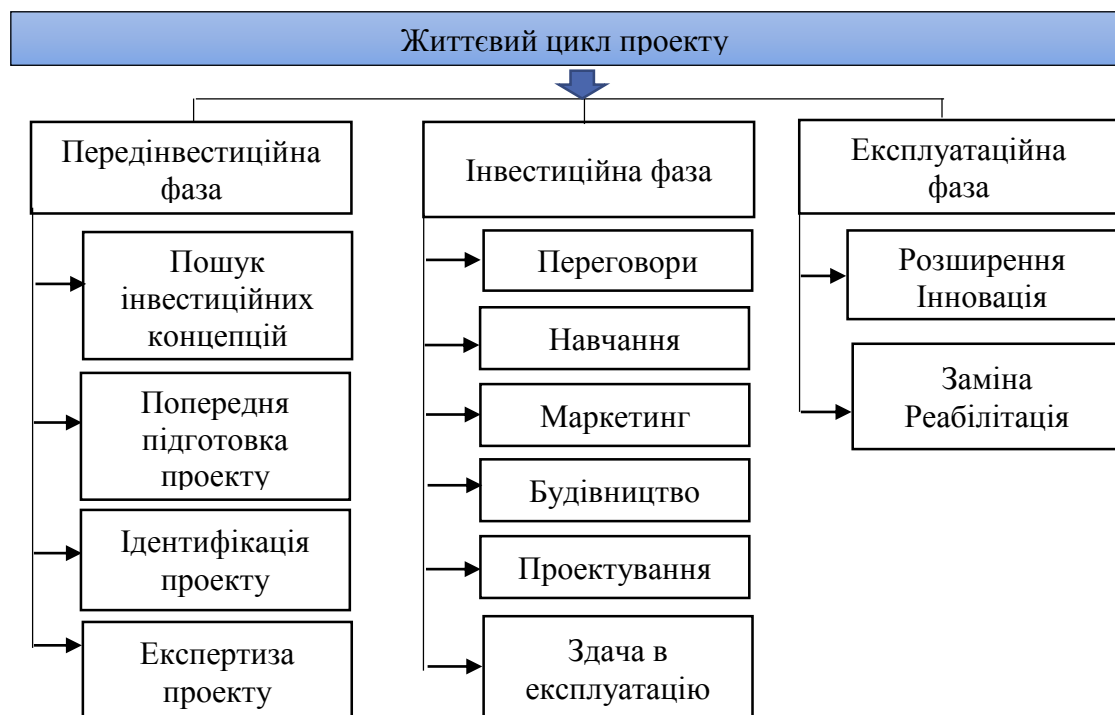 Життєвий цикл проекту
Передінвестиційна
фаза
Пошук
інвестиційних
концепцій
Попередня
підготовка
проекту
Ідентифікація
проекту
Експертиза
проекту
Інвестиційна фаза
Переговори
Навчання
Маркетинг
Будівництво
Проектування
Здача в
експлуатацію
Експлуатаційна
фаза
Розширення
Інновація
Заміна
Реабілітація